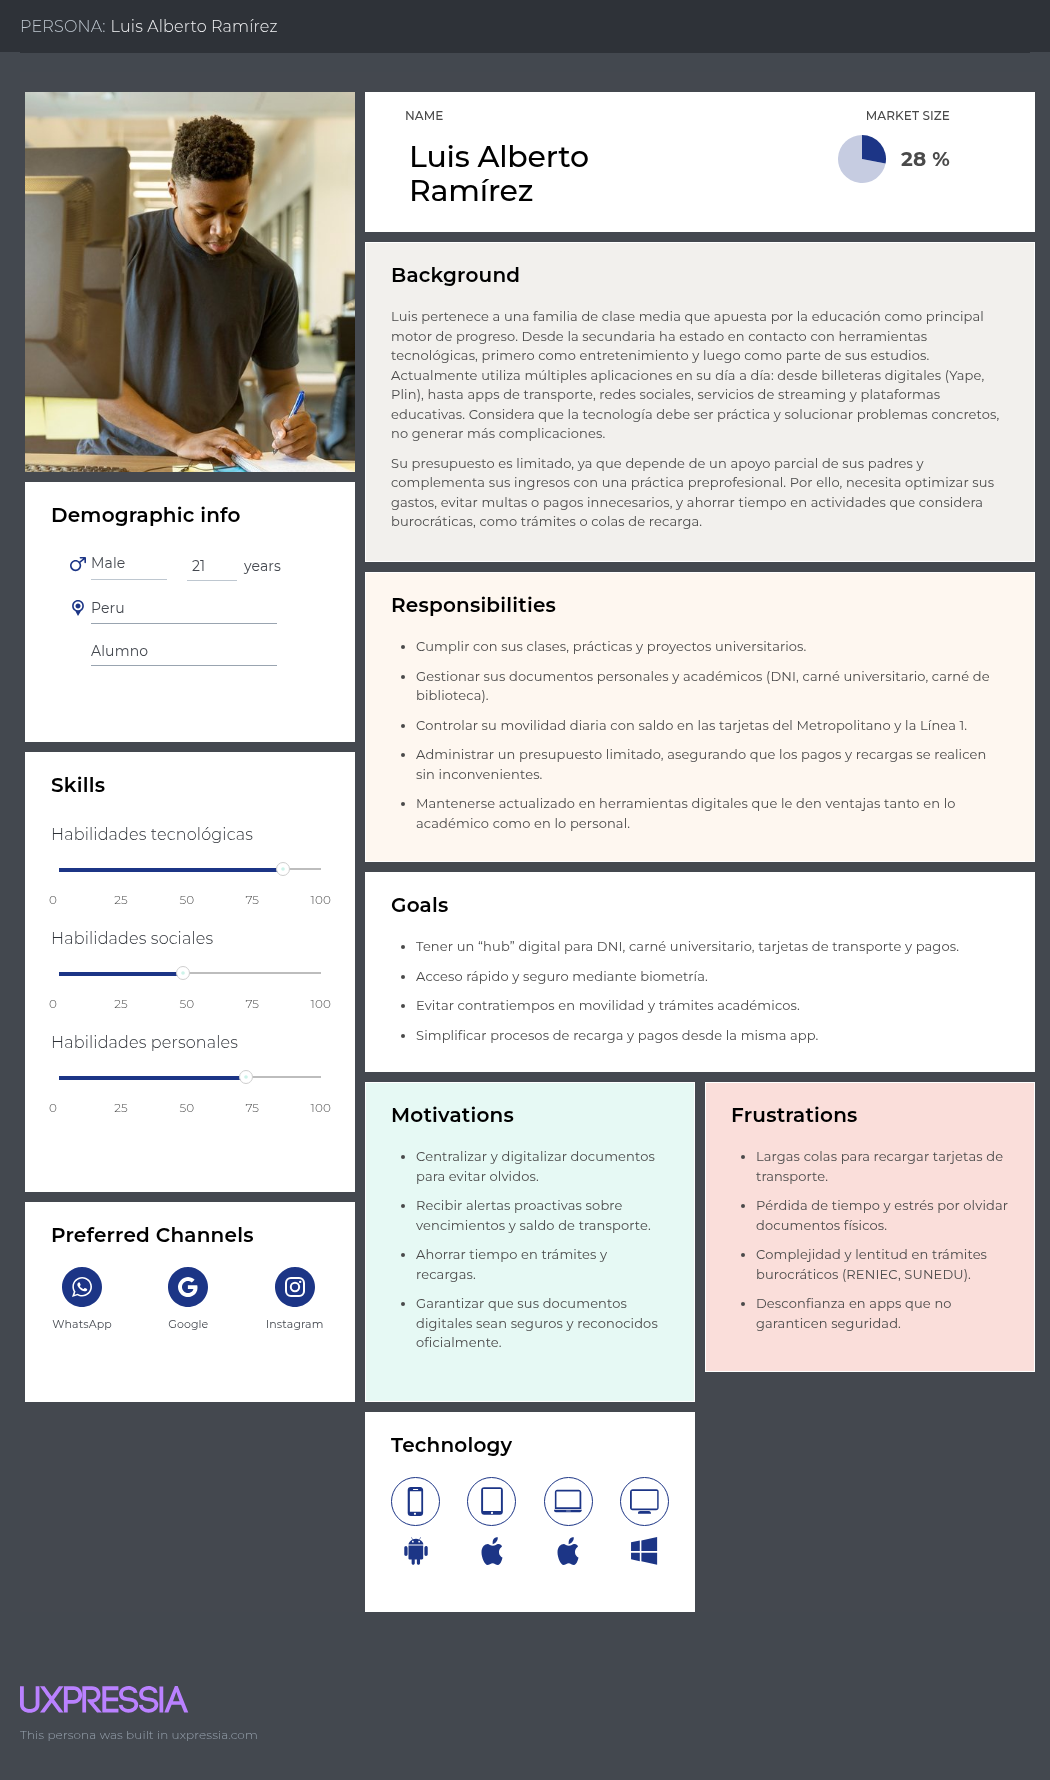 PERSONA: Luis Alberto Ramírez
NAME
Luis Alberto
Ramírez
MARKET SIZE
28 %
Background
Luis pertenece a una familia de clase media que apuesta por la educación como principal
motor de progreso. Desde la secundaria ha estado en contacto con herramientas
tecnológicas, primero como entretenimiento y luego como parte de sus estudios.
Actualmente utiliza múltiples aplicaciones en su día a día: desde billeteras digitales (Yape,
Plin), hasta apps de transporte, redes sociales, servicios de streaming y plataformas
educativas. Considera que la tecnología debe ser práctica y solucionar problemas concretos,
no generar más complicaciones.
Su presupuesto es limitado, ya que depende de un apoyo parcial de sus padres y
complementa sus ingresos con una práctica preprofesional. Por ello, necesita optimizar sus
gastos, evitar multas o pagos innecesarios, y ahorrar tiempo en actividades que considera
burocráticas, como trámites o colas de recarga.
Demographic info
Male
21 years
Peru
Alumno
Responsibilities
• Cumplir con sus clases, prácticas y proyectos universitarios.
• Gestionar sus documentos personales y académicos (DNI, carné universitario, carné de
biblioteca).
• Controlar su movilidad diaria con saldo en las tarjetas del Metropolitano y la Línea 1.
• Administrar un presupuesto limitado, asegurando que los pagos y recargas se realicen
sin inconvenientes.
• Mantenerse actualizado en herramientas digitales que le den ventajas tanto en lo
académico como en lo personal.
Skills
Habilidades tecnológicas
0 25 50 75 100
Habilidades sociales
0 25 50 75 100
Habilidades personales
0 25 50 75 100
Goals
• Tener un “hub” digital para DNI, carné universitario, tarjetas de transporte y pagos.
• Acceso rápido y seguro mediante biometría.
• Evitar contratiempos en movilidad y trámites académicos.
• Simplificar procesos de recarga y pagos desde la misma app.
Motivations
• Centralizar y digitalizar documentos
para evitar olvidos.
• Recibir alertas proactivas sobre
vencimientos y saldo de transporte.
• Ahorrar tiempo en trámites y
recargas.
• Garantizar que sus documentos
digitales sean seguros y reconocidos
oficialmente.
Frustrations
• Largas colas para recargar tarjetas de
transporte.
• Pérdida de tiempo y estrés por olvidar
documentos físicos.
• Complejidad y lentitud en trámites
burocráticos (RENIEC, SUNEDU).
• Desconfianza en apps que no
garanticen seguridad.
Preferred Channels
WhatsApp
Google
Instagram
Technology
UXPRESSIA
This persona was built in uxpressia.com